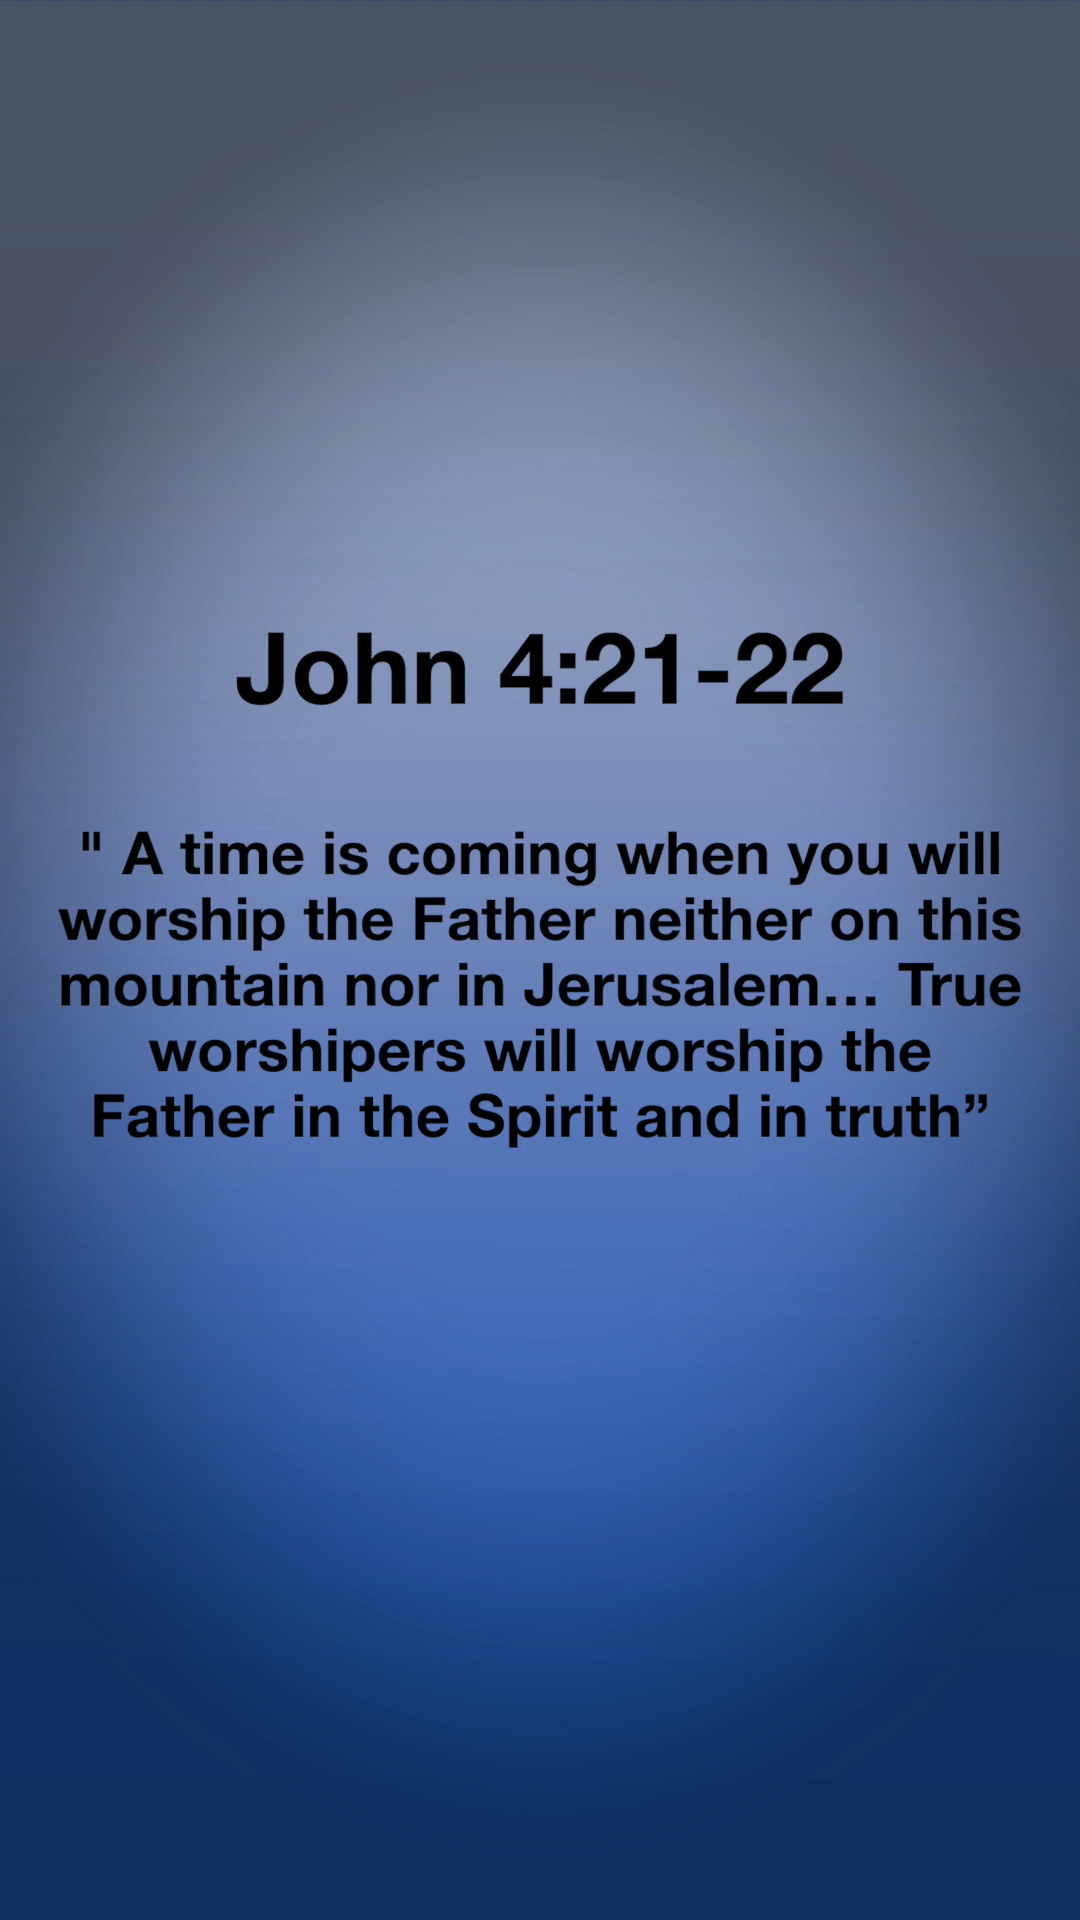 John 4:21-22
" A time is coming when you will
worship the Father neither on this
mountain nor in Jerusalem... True
worshipers will worship the
Father in the Spirit and in truth”